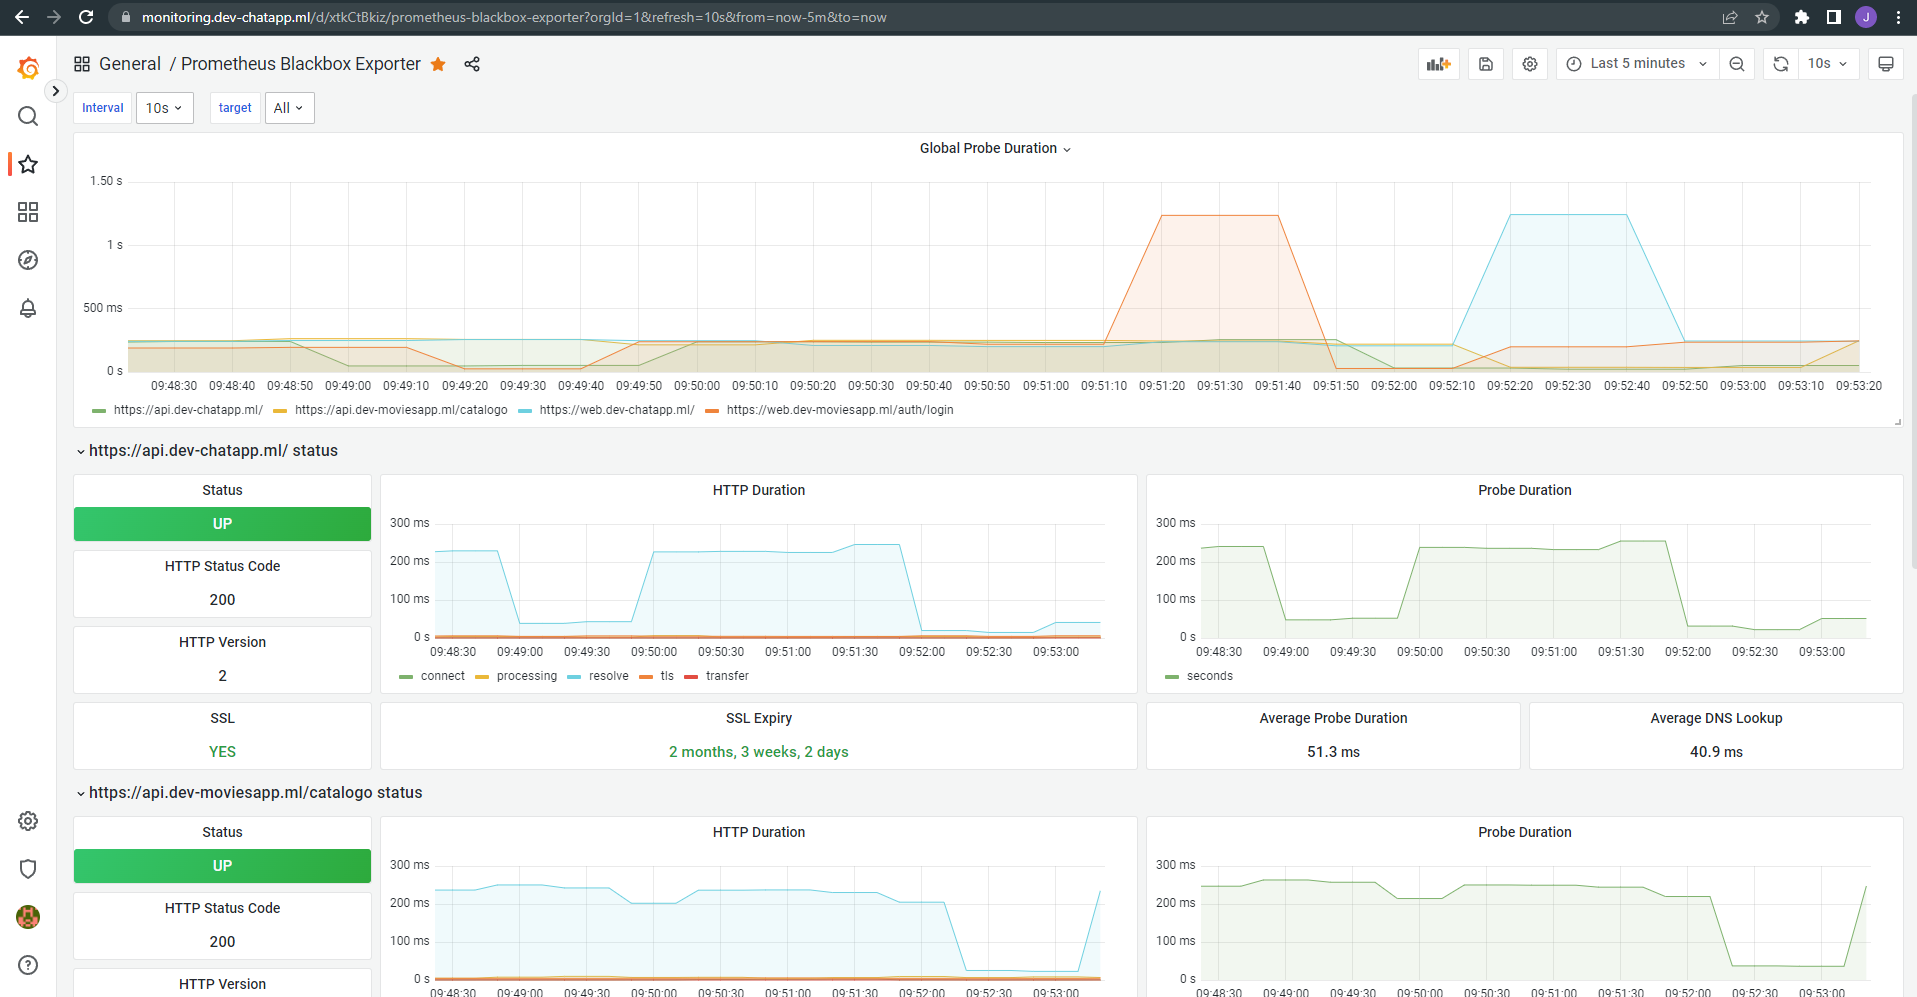 monitoring.dev-chatapp.ml/d/xtkCtBkiz/prometheus-blackbox-exporter?orgId=1&refresh=10s&from=now-5m&to=now
J
General / Prometheus Blackbox Exporter
Last 5 minutes
10s
Interval
10s
target
All
Global Probe Duration
1.50 s
1 s
500 ms
0 s
09:48:30 09:48:40 09:48:50 09:49:00 09:49:10 09:49:20 09:49:30 09:49:40 09:49:50 09:50:00 09:50:10 09:50:20 09:50:30 09:50:40 09:50:50 09:51:00 09:51:10 09:51:20 09:51:30 09:51:40 09:51:50 09:52:00 09:52:10 09:52:20 09:52:30 09:52:40 09:52:50 09:53:00 09:53:10 09:53:20
https://api.dev-chatapp.ml/ https://api.dev-moviesapp.ml/catalogo https://web.dev-chatapp.ml/ https://web.dev-moviesapp.ml/auth/login
https://api.dev-chatapp.ml/ status
Status
UP
HTTP Status Code
200
HTTP Version
2
HTTP Duration
300 ms
200 ms
100 ms
0 s
09:48:30 09:49:00 09:49:30 09:50:00 09:50:30 09:51:00 09:51:30 09:52:00 09:52:30 09:53:00
connect processing resolve tls transfer
Probe Duration
300 ms
200 ms
100 ms
0 s
09:48:30 09:49:00 09:49:30 09:50:00 09:50:30 09:51:00 09:51:30 09:52:00 09:52:30 09:53:00
seconds
SSL
YES
SSL Expiry
2 months, 3 weeks, 2 days
Average Probe Duration
51.3 ms
Average DNS Lookup
40.9 ms
https://api.dev-moviesapp.ml/catalogo status
Status
UP
HTTP Status Code
200
HTTP Version
HTTP Duration
300 ms
200 ms
100 ms
0 s
09:48:30 09:49:00 09:49:30 09:50:00 09:50:30 09:51:00 09:51:30 09:52:00 09:52:30 09:53:00
Probe Duration
300 ms
200 ms
100 ms
0 s
09:48:30 09:49:00 09:49:30 09:50:00 09:50:30 09:51:00 09:51:30 09:52:00 09:52:30 09:53:00